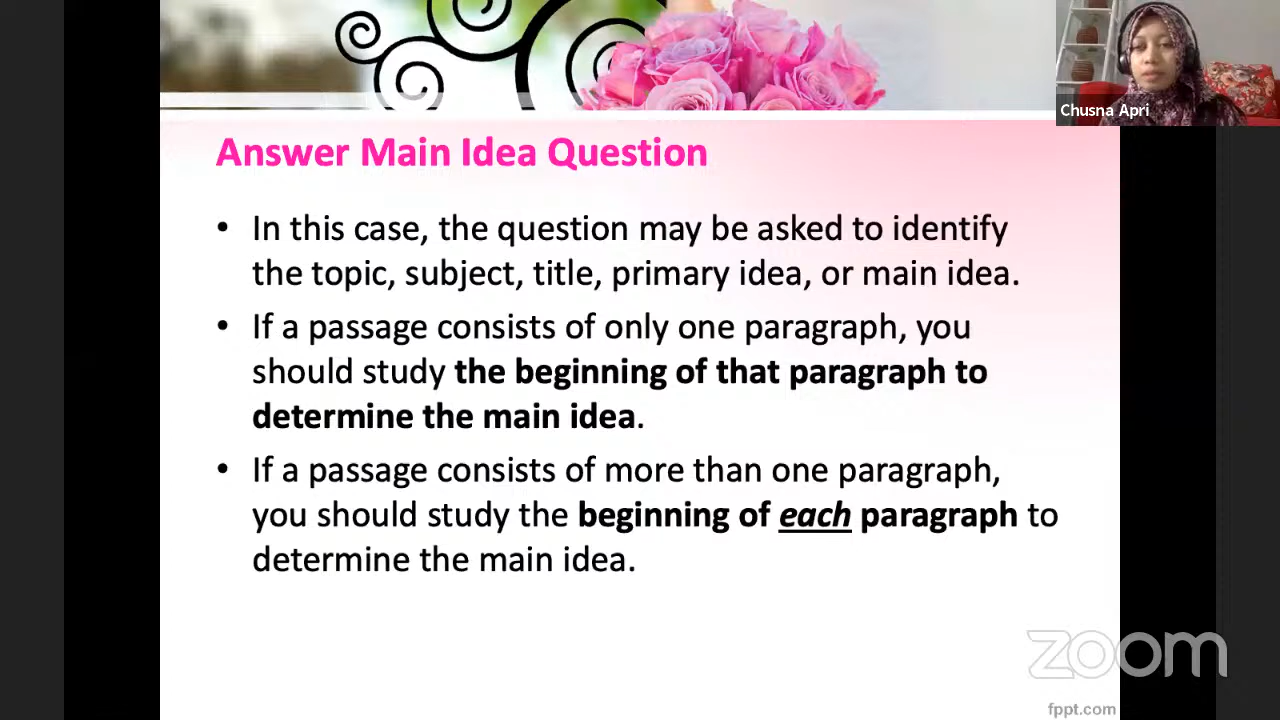 Chusna Apri
Answer Main Idea Question
• In this case, the question may be asked to identify
the topic, subject, title, primary idea, or main idea.
• If a passage consists of only one paragraph, you
should study the beginning of that paragraph to
determine the main idea.
• If a passage consists of more than one paragraph,
you should study the beginning of each paragraph to
determine the main idea.
zoom
fppt.com